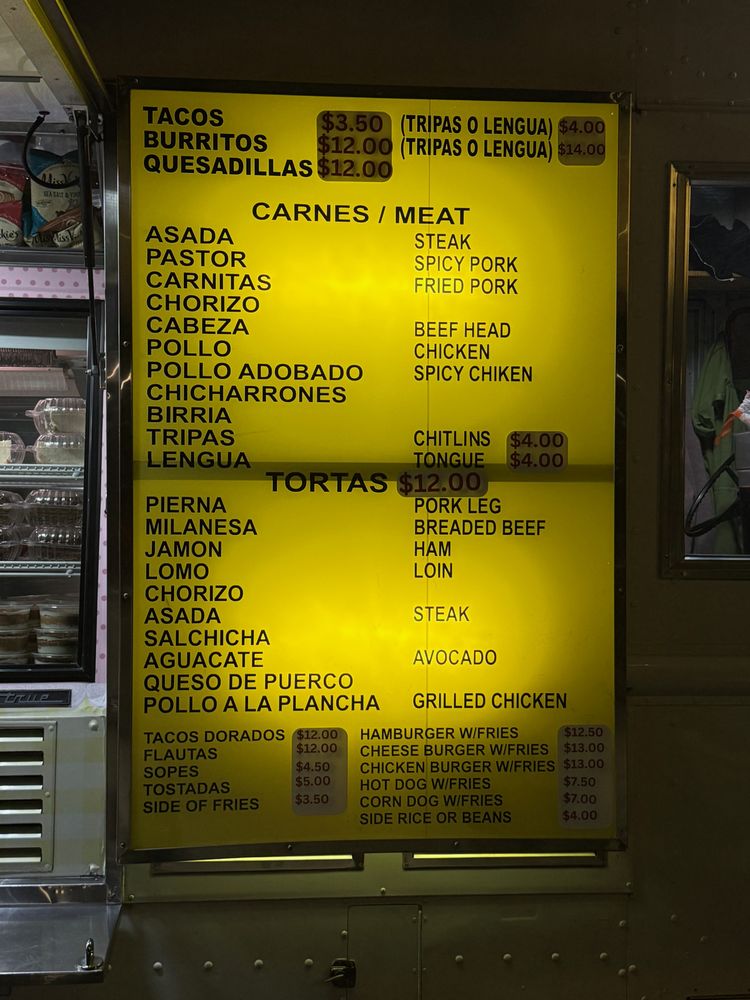 TACOS $3.50 (TRIPAS O LENGUA) $4.00
BURRITOS $12.00 (TRIPAS O LENGUA) $14.00
QUESADILLAS $12.00
CARNES / MEAT
ASADA STEAK
PASTOR SPICY PORK
CARNITAS FRIED PORK
CHORIZO
CABEZA BEEF HEAD
POLLO CHICKEN
POLLO ADOBADO SPICY CHIKEN
CHICHARRONES
BIRRIA
TRIPAS CHITLINS $4.00
LENGUA TONGUE $4.00
TORTAS $12.00
PIERNA PORK LEG
MILANESA BREADED BEEF
JAMON HAM
LOMO LOIN
CHORIZO
ASADA STEAK
SALCHICHA
AGUACATE AVOCADO
QUESO DE PUERCO
POLLO A LA PLANCHA GRILLED CHICKEN
TACOS DORADOS $12.00
FLAUTAS $12.00
SOPES $4.50
TOSTADAS $5.00
SIDE OF FRIES $3.50
HAMBURGER W/FRIES $12.50
CHEESE BURGER W/FRIES $13.00
CHICKEN BURGER W/FRIES $13.00
HOT DOG W/FRIES $7.50
CORN DOG W/FRIES $7.00
SIDE RICE OR BEANS $4.00
true